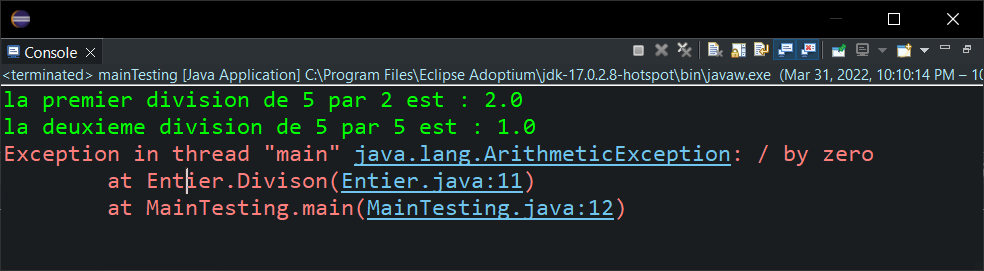 Console
<terminated> mainTesting [Java Application] C:\Program Files\Eclipse Adoptium\jdk-17.0.2.8-hotspot\bin\javaw.exe (Mar 31, 2022, 10:10:14 PM – 10
la premier division de 5 par 2 est : 2.0
la deuxieme division de 5 par 5 est : 1.0
Exception in thread "main" java.lang.ArithmeticException: / by zero
at Entier.Divison(Entier.java:11)
at MainTesting.main(MainTesting.java:12)